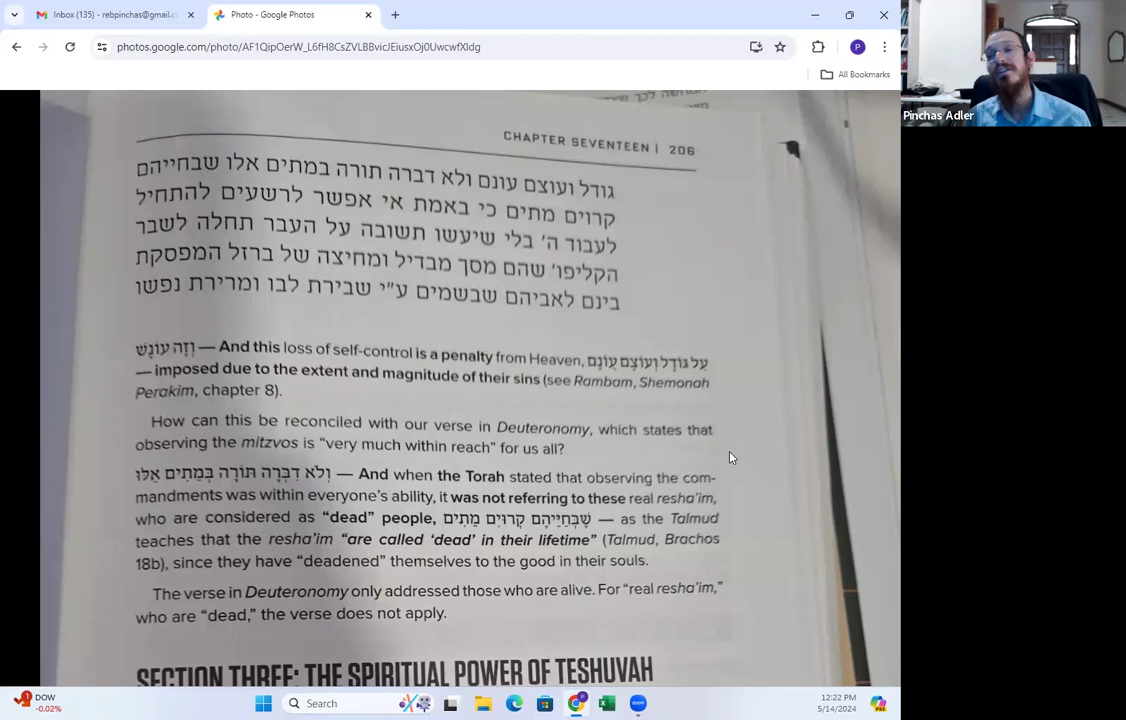 Inbox (135) - rebpinchas@gmail.c
Photo - Google Photos
photos.google.com/photo/AF1QipOerW_L6fH8CsZVLBBvicJEiusxOj0UwcwfXldg
All Bookmarks
Pinchas Adler
CHAPTER SEVENTEEN | 206
גודל ועוצם עונם ולא דברה תורה במתים אלו שבחייהם
קרוים מתים כי באמת אי אפשר לרשעים להתחיל
לעבוד ה' בלי שיעשו תשובה על העבר תחלה לשבר
הקליפו' שהם מסך מבדיל ומחיצה של ברזל המפסקת
בינם לאביהם שבשמים ע"י שבירת לבו ומרירת נפשו
וְזֶה עוֹנֶשׁ — And this loss of self-control is a penalty from Heaven, עַל גּוֹדֶל וְעוֹצֶם עֲוֹנָם
— imposed due to the extent and magnitude of their sins (see Rambam, Shemonah
Perakim, chapter 8).
How can this be reconciled with our verse in Deuteronomy, which states that
observing the mitzvos is "very much within reach" for us all?
וְלֹא דִבְּרָה תּוֹרָה בְּמֵתִים אֵלּוּ — And when the Torah stated that observing the com-
mandments was within everyone's ability, it was not referring to these real resha'im,
who are considered as "dead" people, שֶׁבְּחַיֵּיהֶם קְרוּיִם מֵתִים — as the Talmud
teaches that the resha'im "are called 'dead' in their lifetime" (Talmud, Brachos
18b), since they have "deadened" themselves to the good in their souls.
The verse in Deuteronomy only addressed those who are alive. For "real resha'im,"
who are "dead," the verse does not apply.
SECTION THREE: THE SPIRITUAL POWER OF TESHUVAH
DOW
-0.02%
Search
12:22 PM
5/14/2024